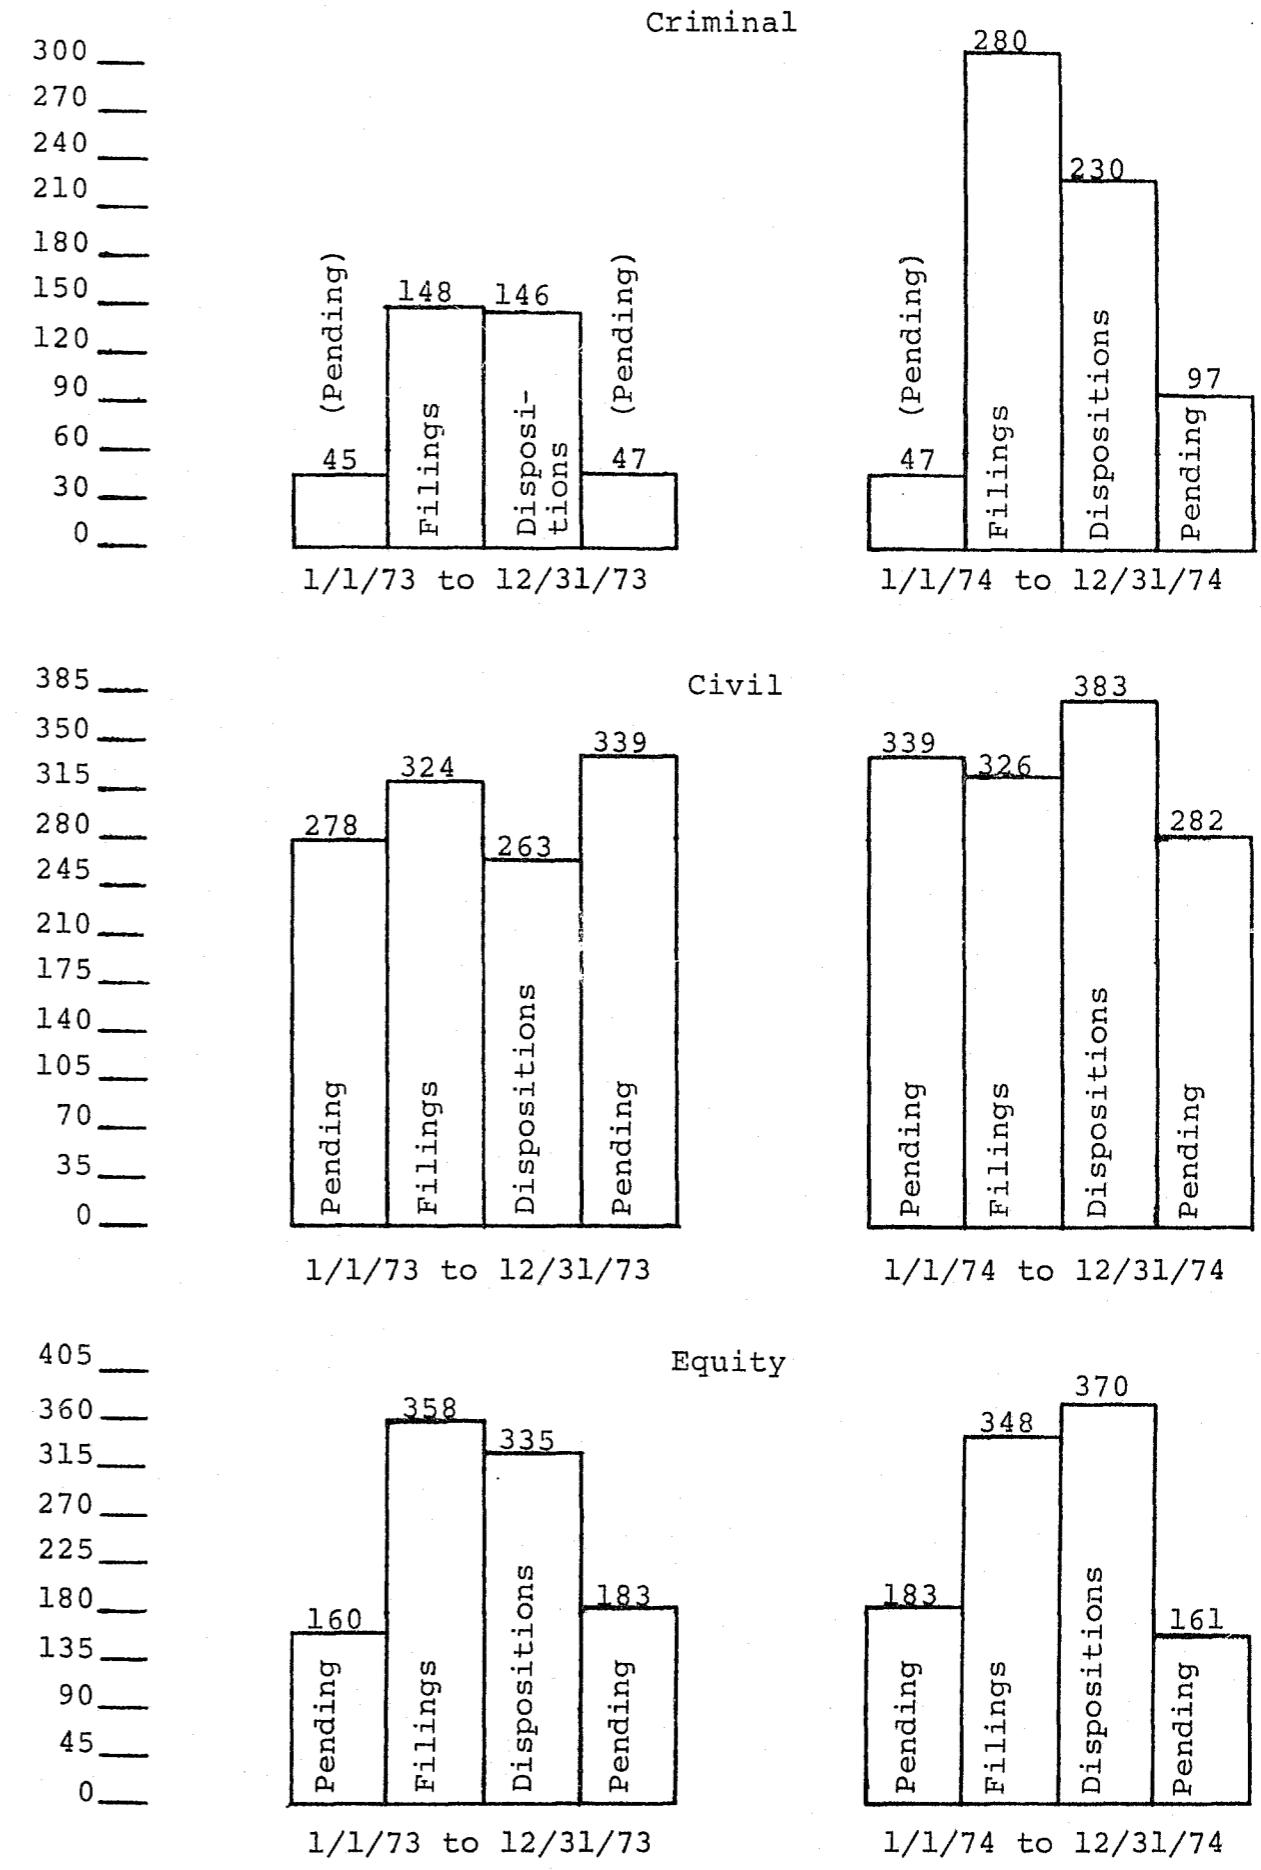 Criminal
300
270
240
210
180
150
120
90
60
30
0
(Pending)
45
148
Filings
146
Disposi-
tions
(Pending)
47
1/1/73 to 12/31/73
(Pending)
47
280
Filings
230
Dispositions
97
Pending
1/1/74 to 12/31/74
Civil
385
350
315
280
245
210
175
140
105
70
35
0
278
Pending
324
Filings
263
Dispositions
339
Pending
1/1/73 to 12/31/73
339
Pending
326
Filings
383
Dispositions
282
Pending
1/1/74 to 12/31/74
Equity
405
360
315
270
225
180
135
90
45
0
160
Pending
358
Filings
335
Dispositions
183
Pending
1/1/73 to 12/31/73
183
Pending
348
Filings
370
Dispositions
161
Pending
1/1/74 to 12/31/74